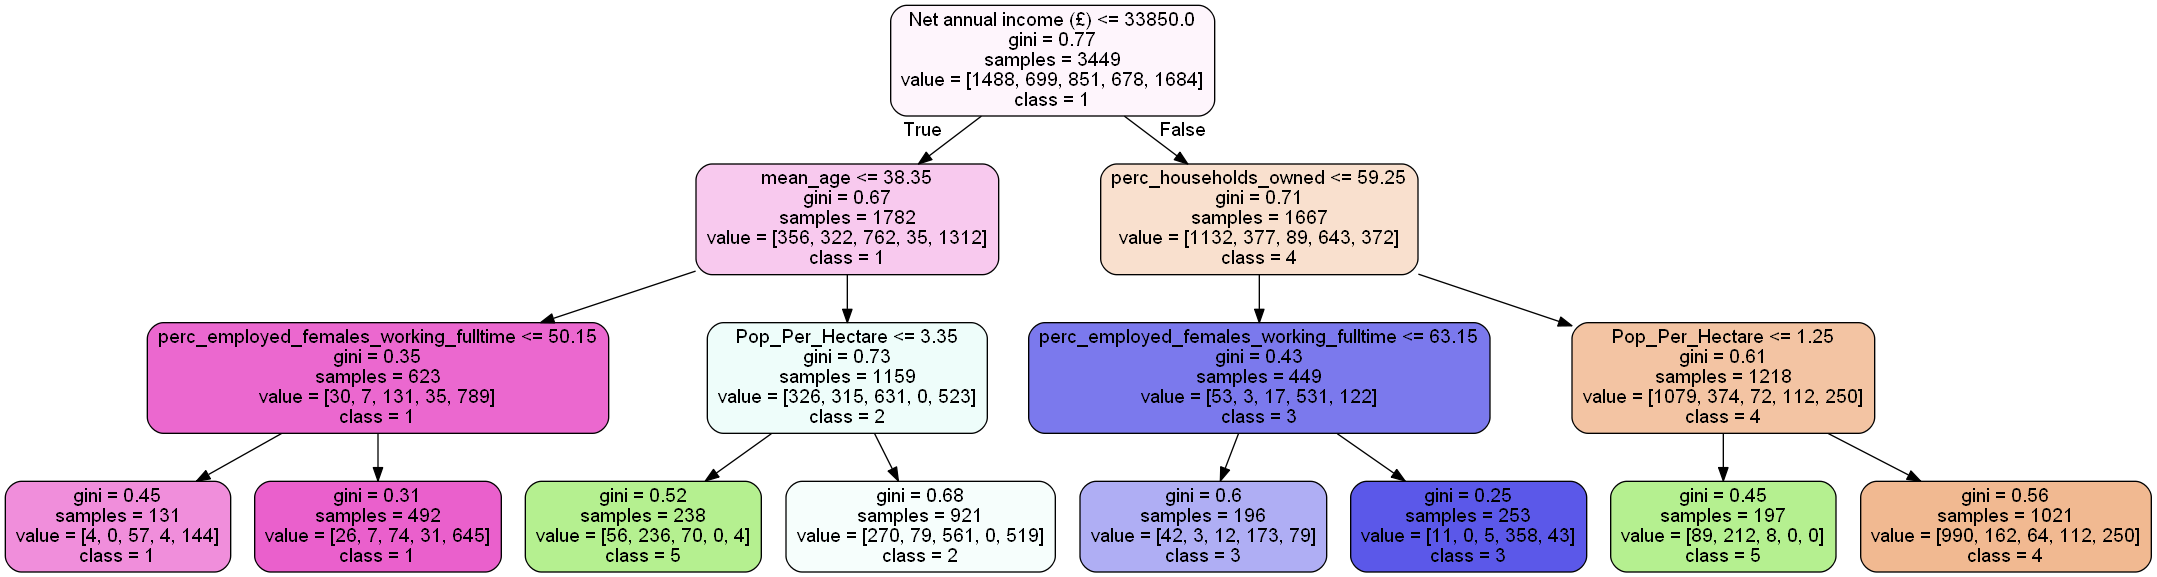 Net annual income (£) <= 33850.0
gini = 0.77
samples = 3449
value = [1488, 699, 851, 678, 1684]
class = 1
True
False
mean_age <= 38.35
gini = 0.67
samples = 1782
value = [356, 322, 762, 35, 1312]
class = 1
perc_households_owned <= 59.25
gini = 0.71
samples = 1667
value = [1132, 377, 89, 643, 372]
class = 4
perc_employed_females_working_fulltime <= 50.15
gini = 0.35
samples = 623
value = [30, 7, 131, 35, 789]
class = 1
Pop_Per_Hectare <= 3.35
gini = 0.73
samples = 1159
value = [326, 315, 631, 0, 523]
class = 2
perc_employed_females_working_fulltime <= 63.15
gini = 0.43
samples = 449
value = [53, 3, 17, 531, 122]
class = 3
Pop_Per_Hectare <= 1.25
gini = 0.61
samples = 1218
value = [1079, 374, 72, 112, 250]
class = 4
gini = 0.45
samples = 131
value = [4, 0, 57, 4, 144]
class = 1
gini = 0.31
samples = 492
value = [26, 7, 74, 31, 645]
class = 1
gini = 0.52
samples = 238
value = [56, 236, 70, 0, 4]
class = 5
gini = 0.68
samples = 921
value = [270, 79, 561, 0, 519]
class = 2
gini = 0.6
samples = 196
value = [42, 3, 12, 173, 79]
class = 3
gini = 0.25
samples = 253
value = [11, 0, 5, 358, 43]
class = 3
gini = 0.45
samples = 197
value = [89, 212, 8, 0, 0]
class = 5
gini = 0.56
samples = 1021
value = [990, 162, 64, 112, 250]
class = 4